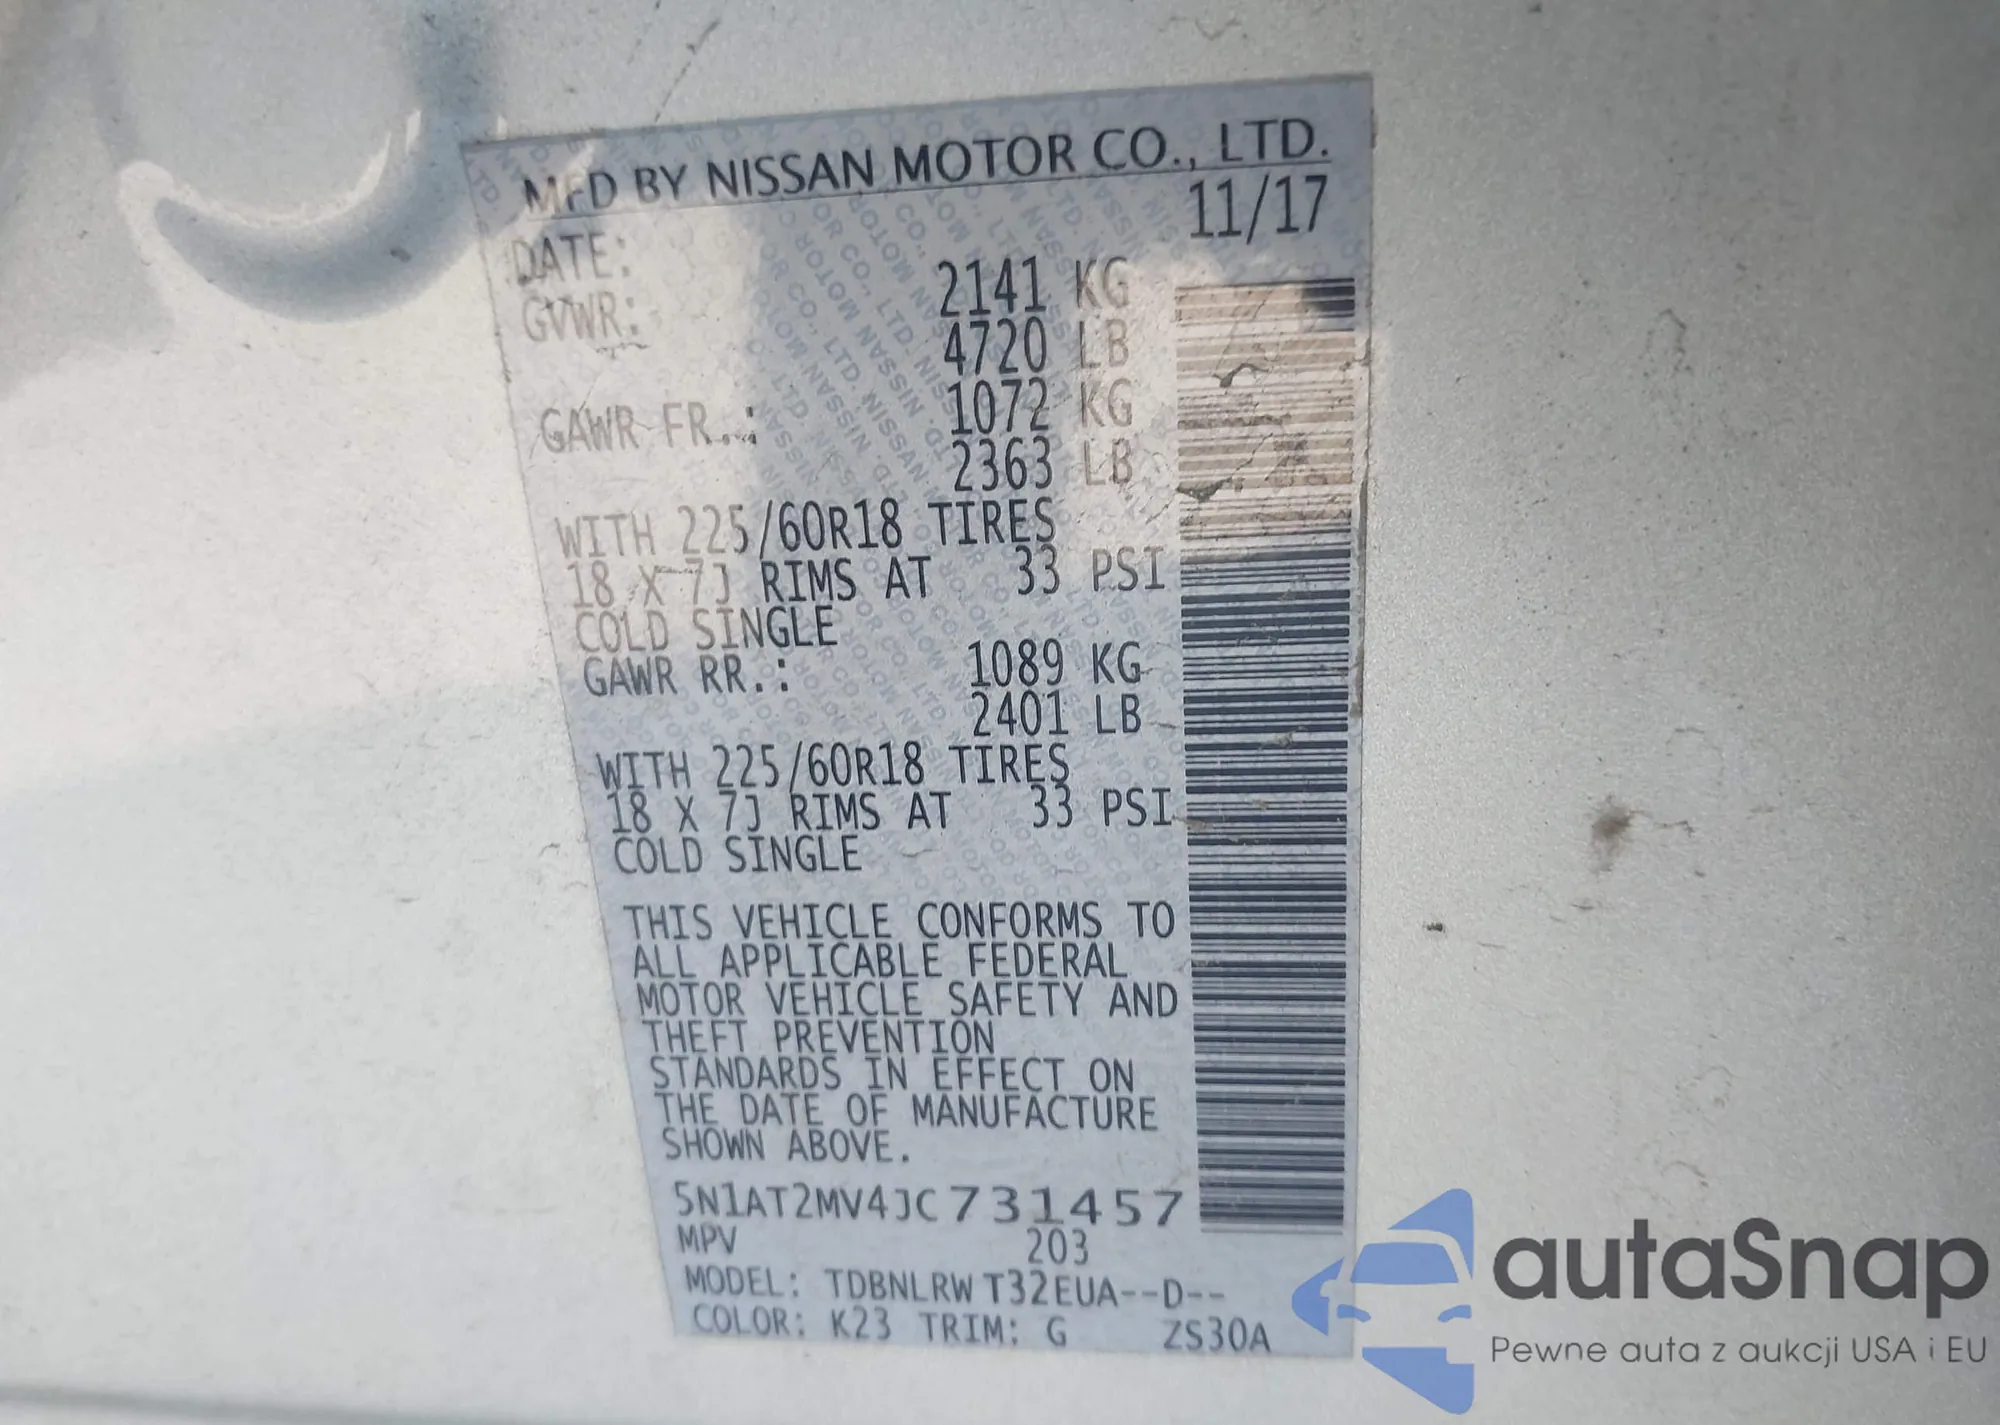 MFD BY NISSAN MOTOR CO., LTD.
DATE: 11/17
GVWR: 2141 KG
4720 LB
GAWR FR.: 1072 KG
2363 LB
WITH 225/60R18 TIRES
18 X 7J RIMS AT 33 PSI
COLD SINGLE
GAWR RR.: 1089 KG
2401 LB
WITH 225/60R18 TIRES
18 X 7J RIMS AT 33 PSI
COLD SINGLE
THIS VEHICLE CONFORMS TO
ALL APPLICABLE FEDERAL
MOTOR VEHICLE SAFETY AND
THEFT PREVENTION
STANDARDS IN EFFECT ON
THE DATE OF MANUFACTURE
SHOWN ABOVE.
5N1AT2MV4JC731457
MPV 203
MODEL: TDBNLRW T32EUA--D--
COLOR: K23 TRIM: G ZS30A
autaSnap
Pewne auta z aukcji USA i EU